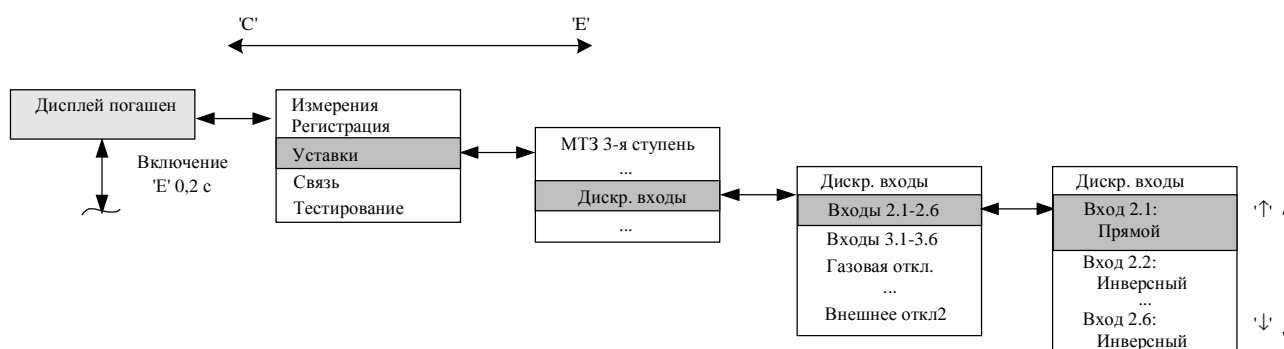 'C'
'E'
Дисплей погашен
Включение
'E' 0,2 с
Измерения
Регистрация
Уставки
Связь
Тестирование
МТЗ 3-я ступень
...
Дискр. входы
...
Дискр. входы
Входы 2.1-2.6
Входы 3.1-3.6
Газовая откл.
...
Внешнее откл2
Дискр. входы
Вход 2.1:
Прямой
Вход 2.2:
Инверсный
...
Вход 2.6:
Инверсный
'↑'
'↓'